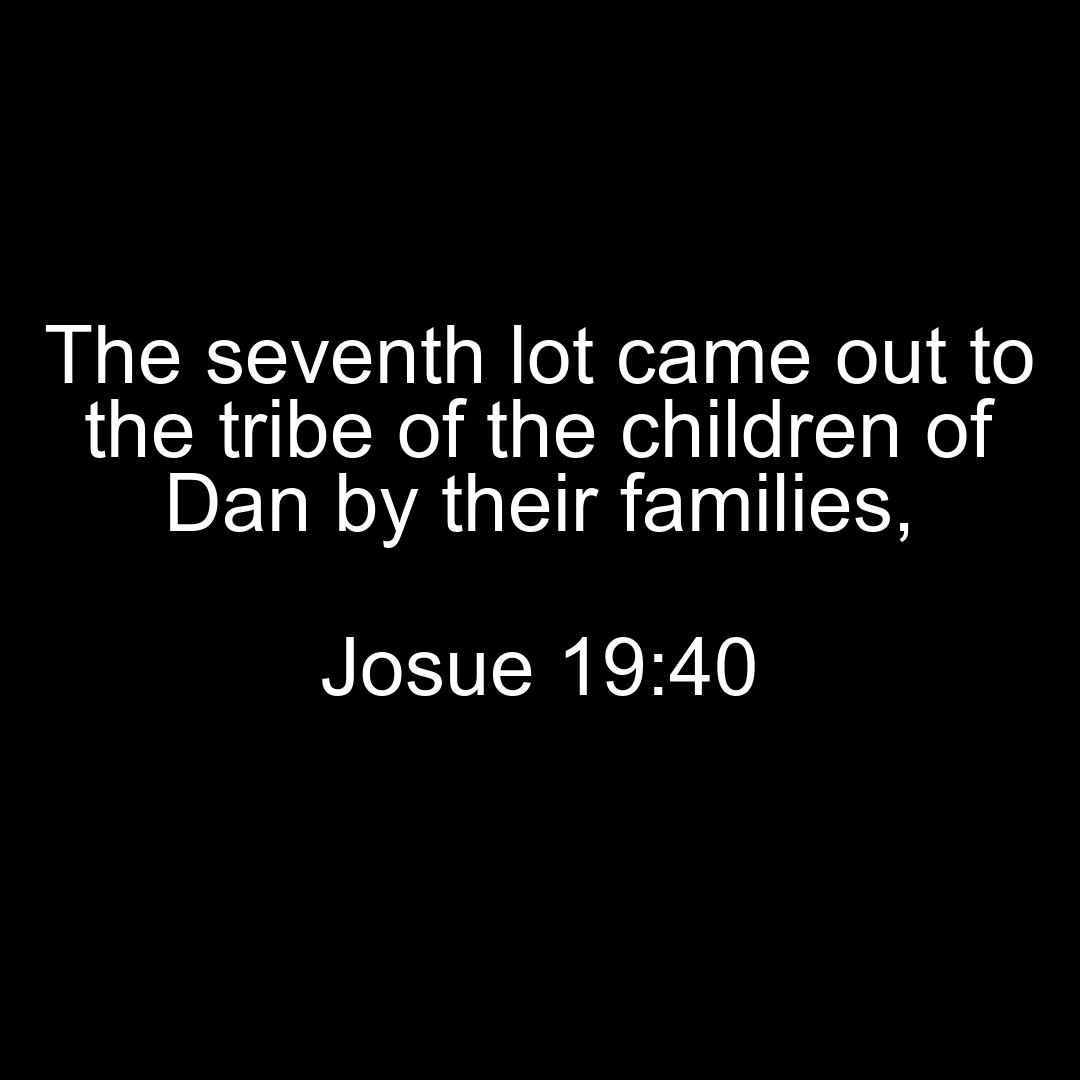 The seventh lot came out to
the tribe of the children of
Dan by their families,
Josue 19:40